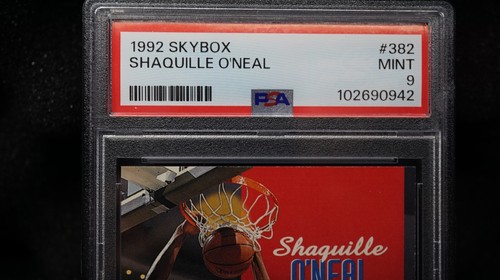 1992 SKYBOX #382
SHAQUILLE O'NEAL MINT
9
PSA 102690942
Shaquille
O'NEAL